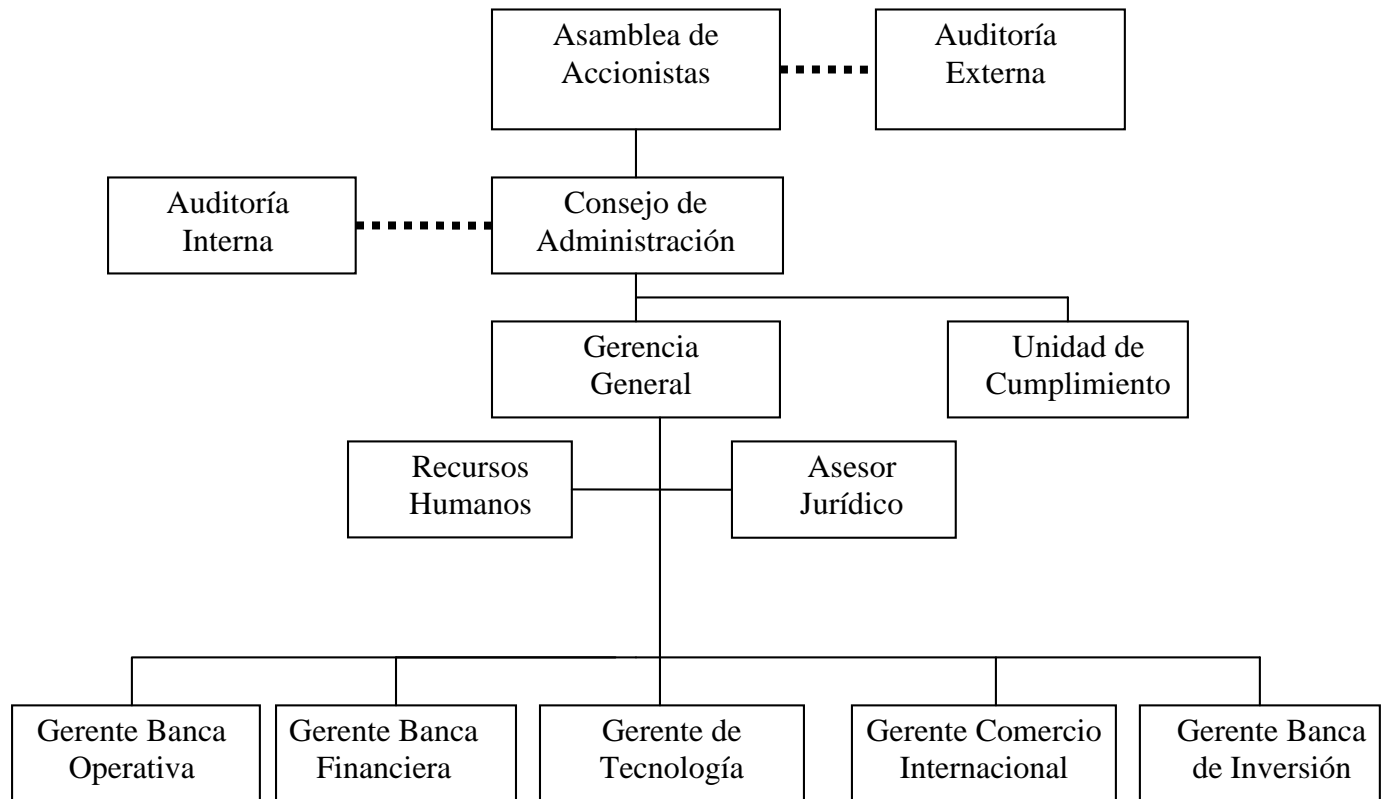 Asamblea de
Accionistas
Auditoría
Externa
Auditoría
Interna
Consejo de
Administración
Gerencia
General
Unidad de
Cumplimiento
Recursos
Humanos
Asesor
Jurídico
Gerente Banca
Operativa
Gerente Banca
Financiera
Gerente de
Tecnología
Gerente Comercio
Internacional
Gerente Banca
de Inversión